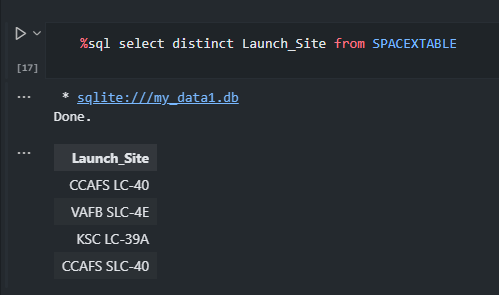 %sql select distinct Launch_Site from SPACEXTABLE
[17]
... * sqlite:///my_data1.db
Done.
...
Launch_Site
CCAFS LC-40
VAFB SLC-4E
KSC LC-39A
CCAFS SLC-40